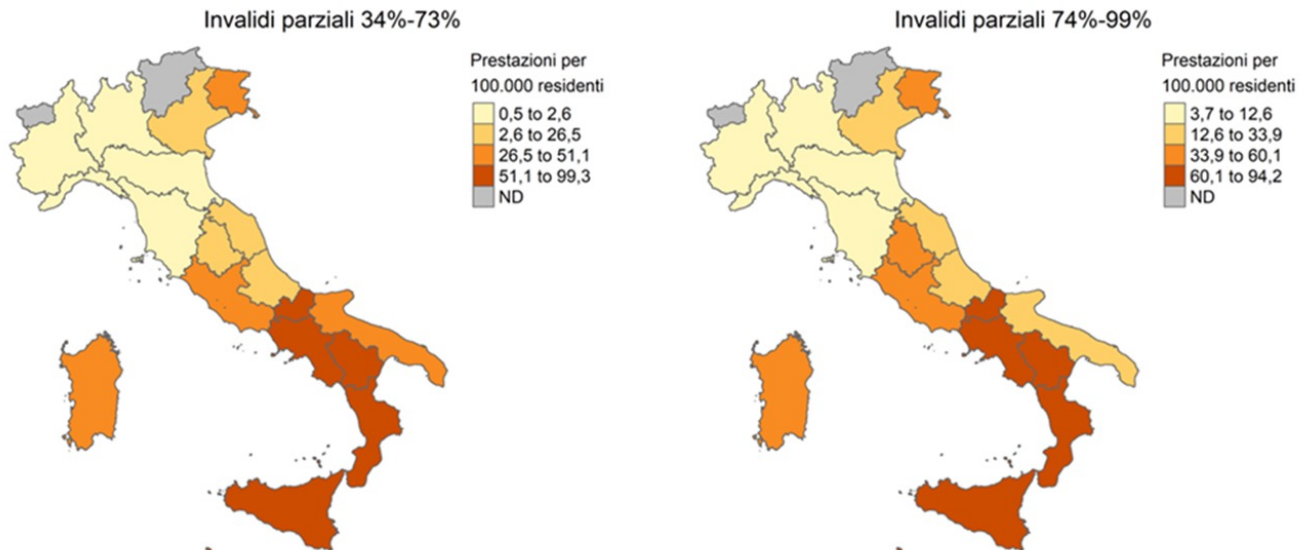 Invalidi parziali 34%-73%
Prestazioni per
100.000 residenti
0,5 to 2,6
2,6 to 26,5
26,5 to 51,1
51,1 to 99,3
ND
Invalidi parziali 74%-99%
Prestazioni per
100.000 residenti
3,7 to 12,6
12,6 to 33,9
33,9 to 60,1
60,1 to 94,2
ND